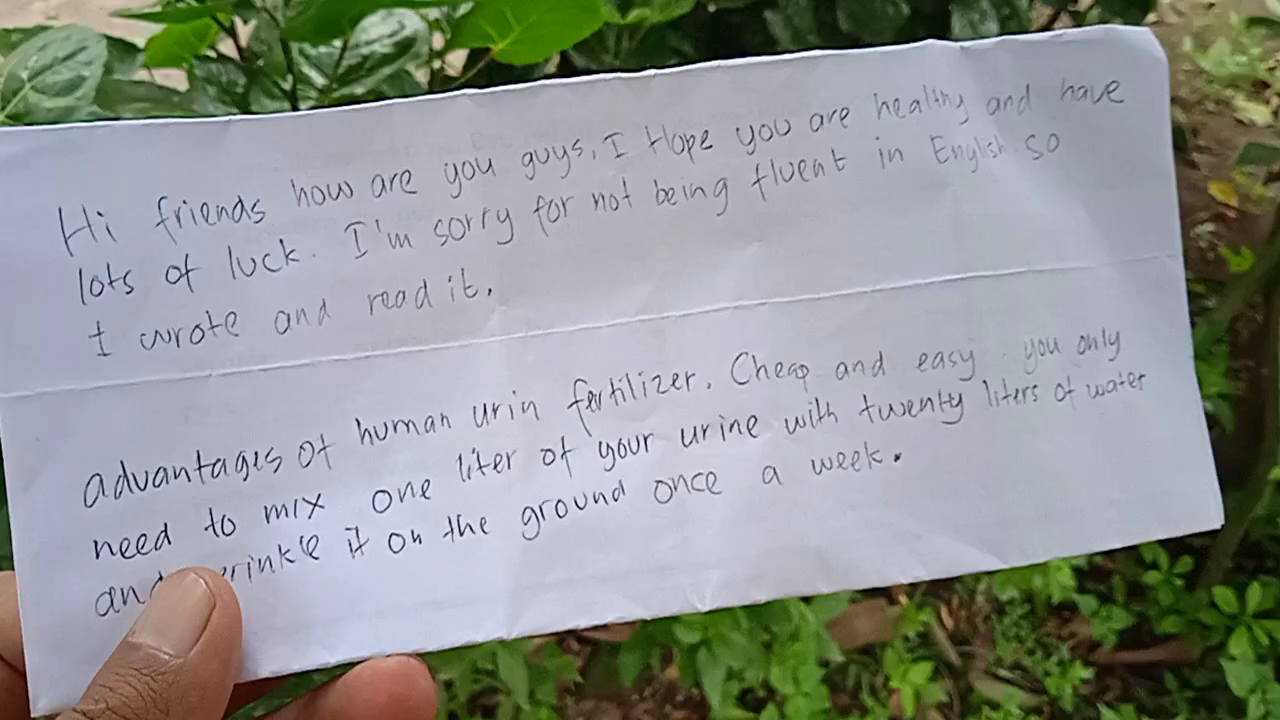 Hi friends how are you guys, I Hope you are healthy and have
lots of luck. I'm sorry for not being fluent in English so
I wrote and read it.
advantages of human urin fertilizer. Cheap and easy you only
need to mix one liter of your urine with twenty liters of water
and it on the ground once a week.